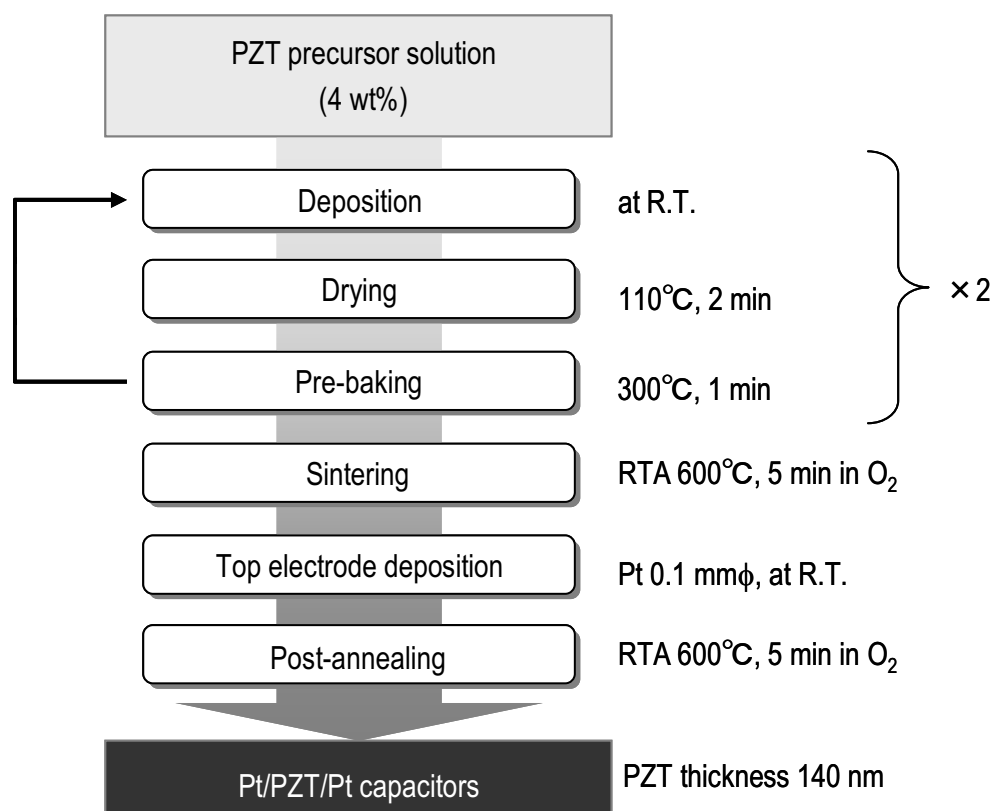 PZT precursor solution
(4 wt%)
Deposition
at R.T.
Drying
110℃, 2 min
× 2
Pre-baking
300℃, 1 min
Sintering
RTA 600℃, 5 min in O₂
Top electrode deposition
Pt 0.1 mmϕ, at R.T.
Post-annealing
RTA 600℃, 5 min in O₂
Pt/PZT/Pt capacitors
PZT thickness 140 nm